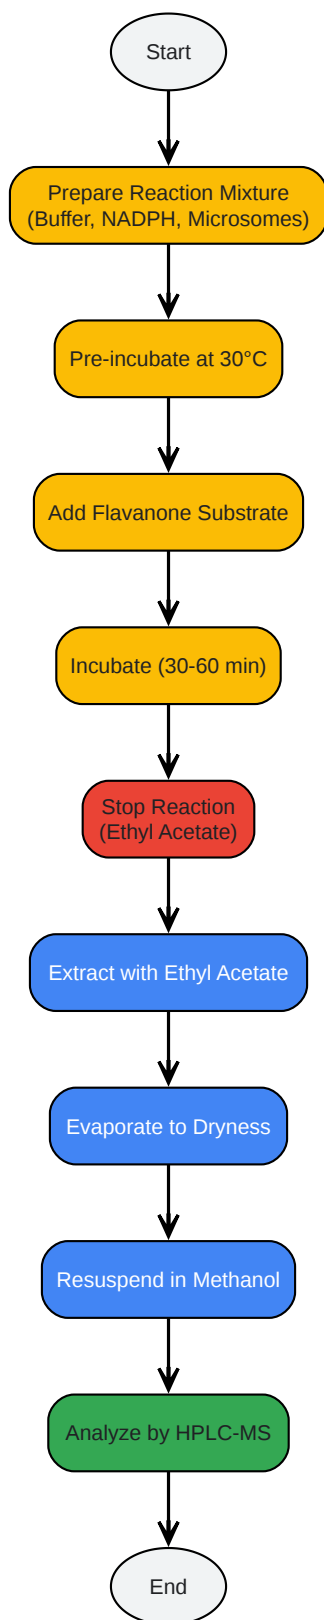 Start
Prepare Reaction Mixture
(Buffer, NADPH, Microsomes)
Pre-incubate at 30°C
Add Flavanone Substrate
Incubate (30-60 min)
Stop Reaction
(Ethyl Acetate)
Extract with Ethyl Acetate
Evaporate to Dryness
Resuspend in Methanol
Analyze by HPLC-MS
End